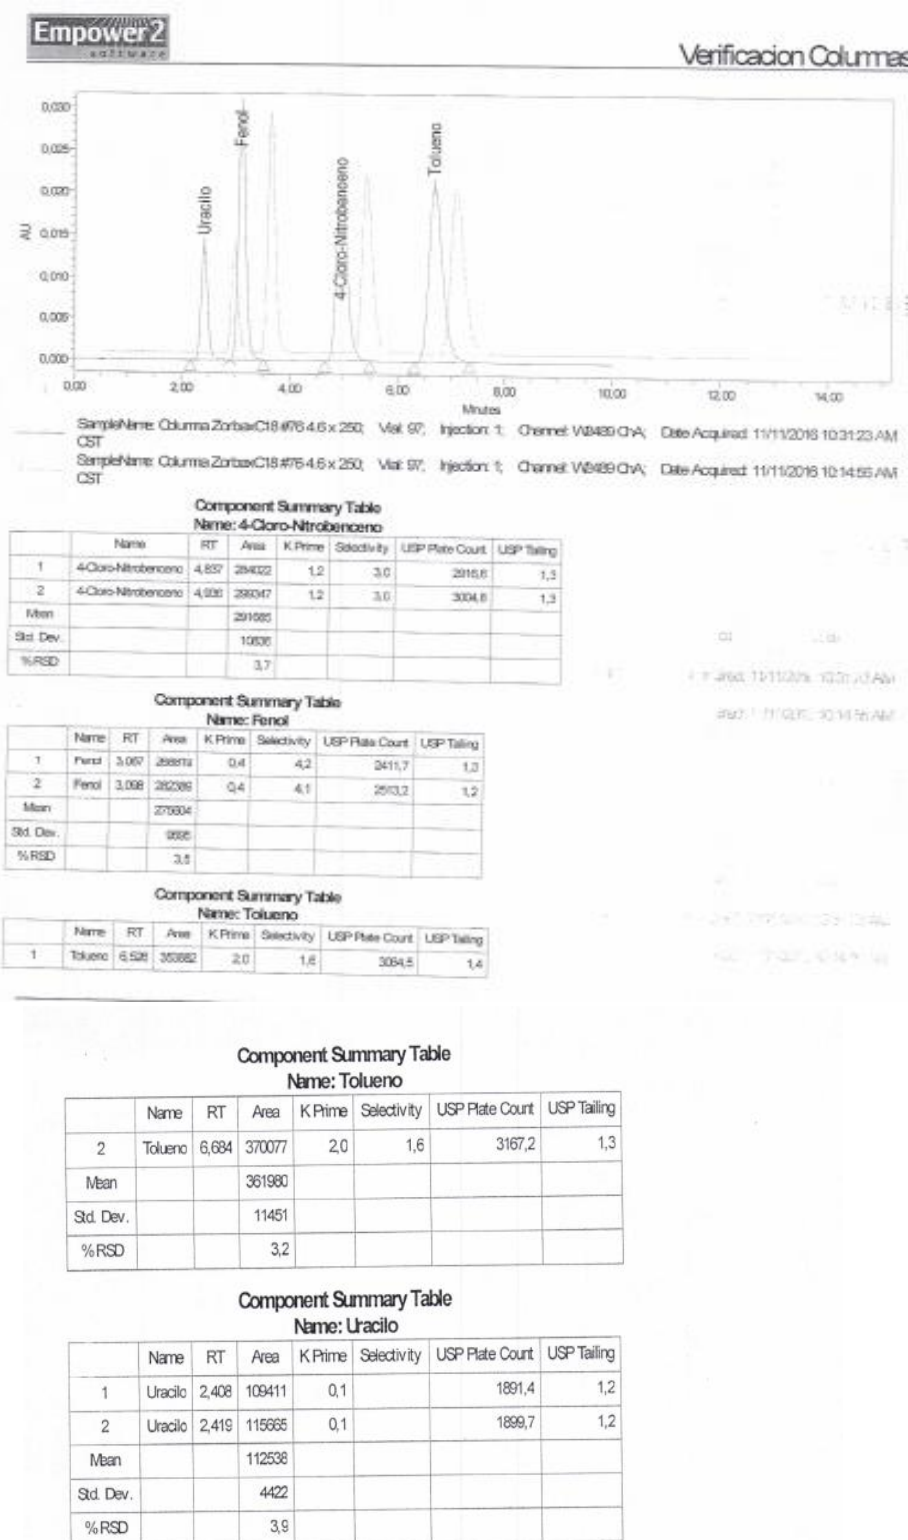 Empower2
software
Verificacion Columnas
Uracilo
Fenol
4-Cloro-Nitrobenceno
Tolueno
AU
0,030
0,025
0,020
0,015
0,010
0,005
0,000
0,00 2,00 4,00 6,00 8,00 10,00 12,00 14,00
Minutes
SampleName: Columna ZorbaxC18 #76 4.6 x 250; Vial: 97; Injection: 1; Channel: W2489 ChA; Date Acquired: 11/11/2016 10:31:23 AM
CST
SampleName: Columna ZorbaxC18 #76 4.6 x 250; Vial: 97; Injection: 1; Channel: W2489 ChA; Date Acquired: 11/11/2016 10:14:55 AM
CST
Component Summary Table
Name: 4-Cloro-Nitrobenceno
Name RT Area K Prime Selectivity USP Plate Count USP Tailing
1 4-Cloro-Nitrobenceno 4,837 284022 1,2 3,0 2916,8 1,3
2 4-Cloro-Nitrobenceno 4,936 299347 1,2 3,0 3004,8 1,3
Mean 291685
Std. Dev. 10836
% RSD 3,7
Component Summary Table
Name: Fenol
Name RT Area K Prime Selectivity USP Plate Count USP Tailing
1 Fenol 3,067 0,4 4,2 2411,7 1,3
2 Fenol 3,098 282389 0,4 4,1 2513,2 1,2
Mean 275604
Std. Dev.
% RSD 3,5
Component Summary Table
Name: Tolueno
Name RT Area K Prime Selectivity USP Plate Count USP Tailing
1 Tolueno 6,526 353882 2,0 1,6 3064,5 1,4
Component Summary Table
Name: Tolueno
Name RT Area K Prime Selectivity USP Plate Count USP Tailing
2 Tolueno 6,684 370077 2,0 1,6 3167,2 1,3
Mean 361980
Std. Dev. 11451
% RSD 3,2
Component Summary Table
Name: Uracilo
Name RT Area K Prime Selectivity USP Plate Count USP Tailing
1 Uracilo 2,408 109411 0,1 1891,4 1,2
2 Uracilo 2,419 115665 0,1 1899,7 1,2
Mean 112538
Std. Dev. 4422
% RSD 3,9